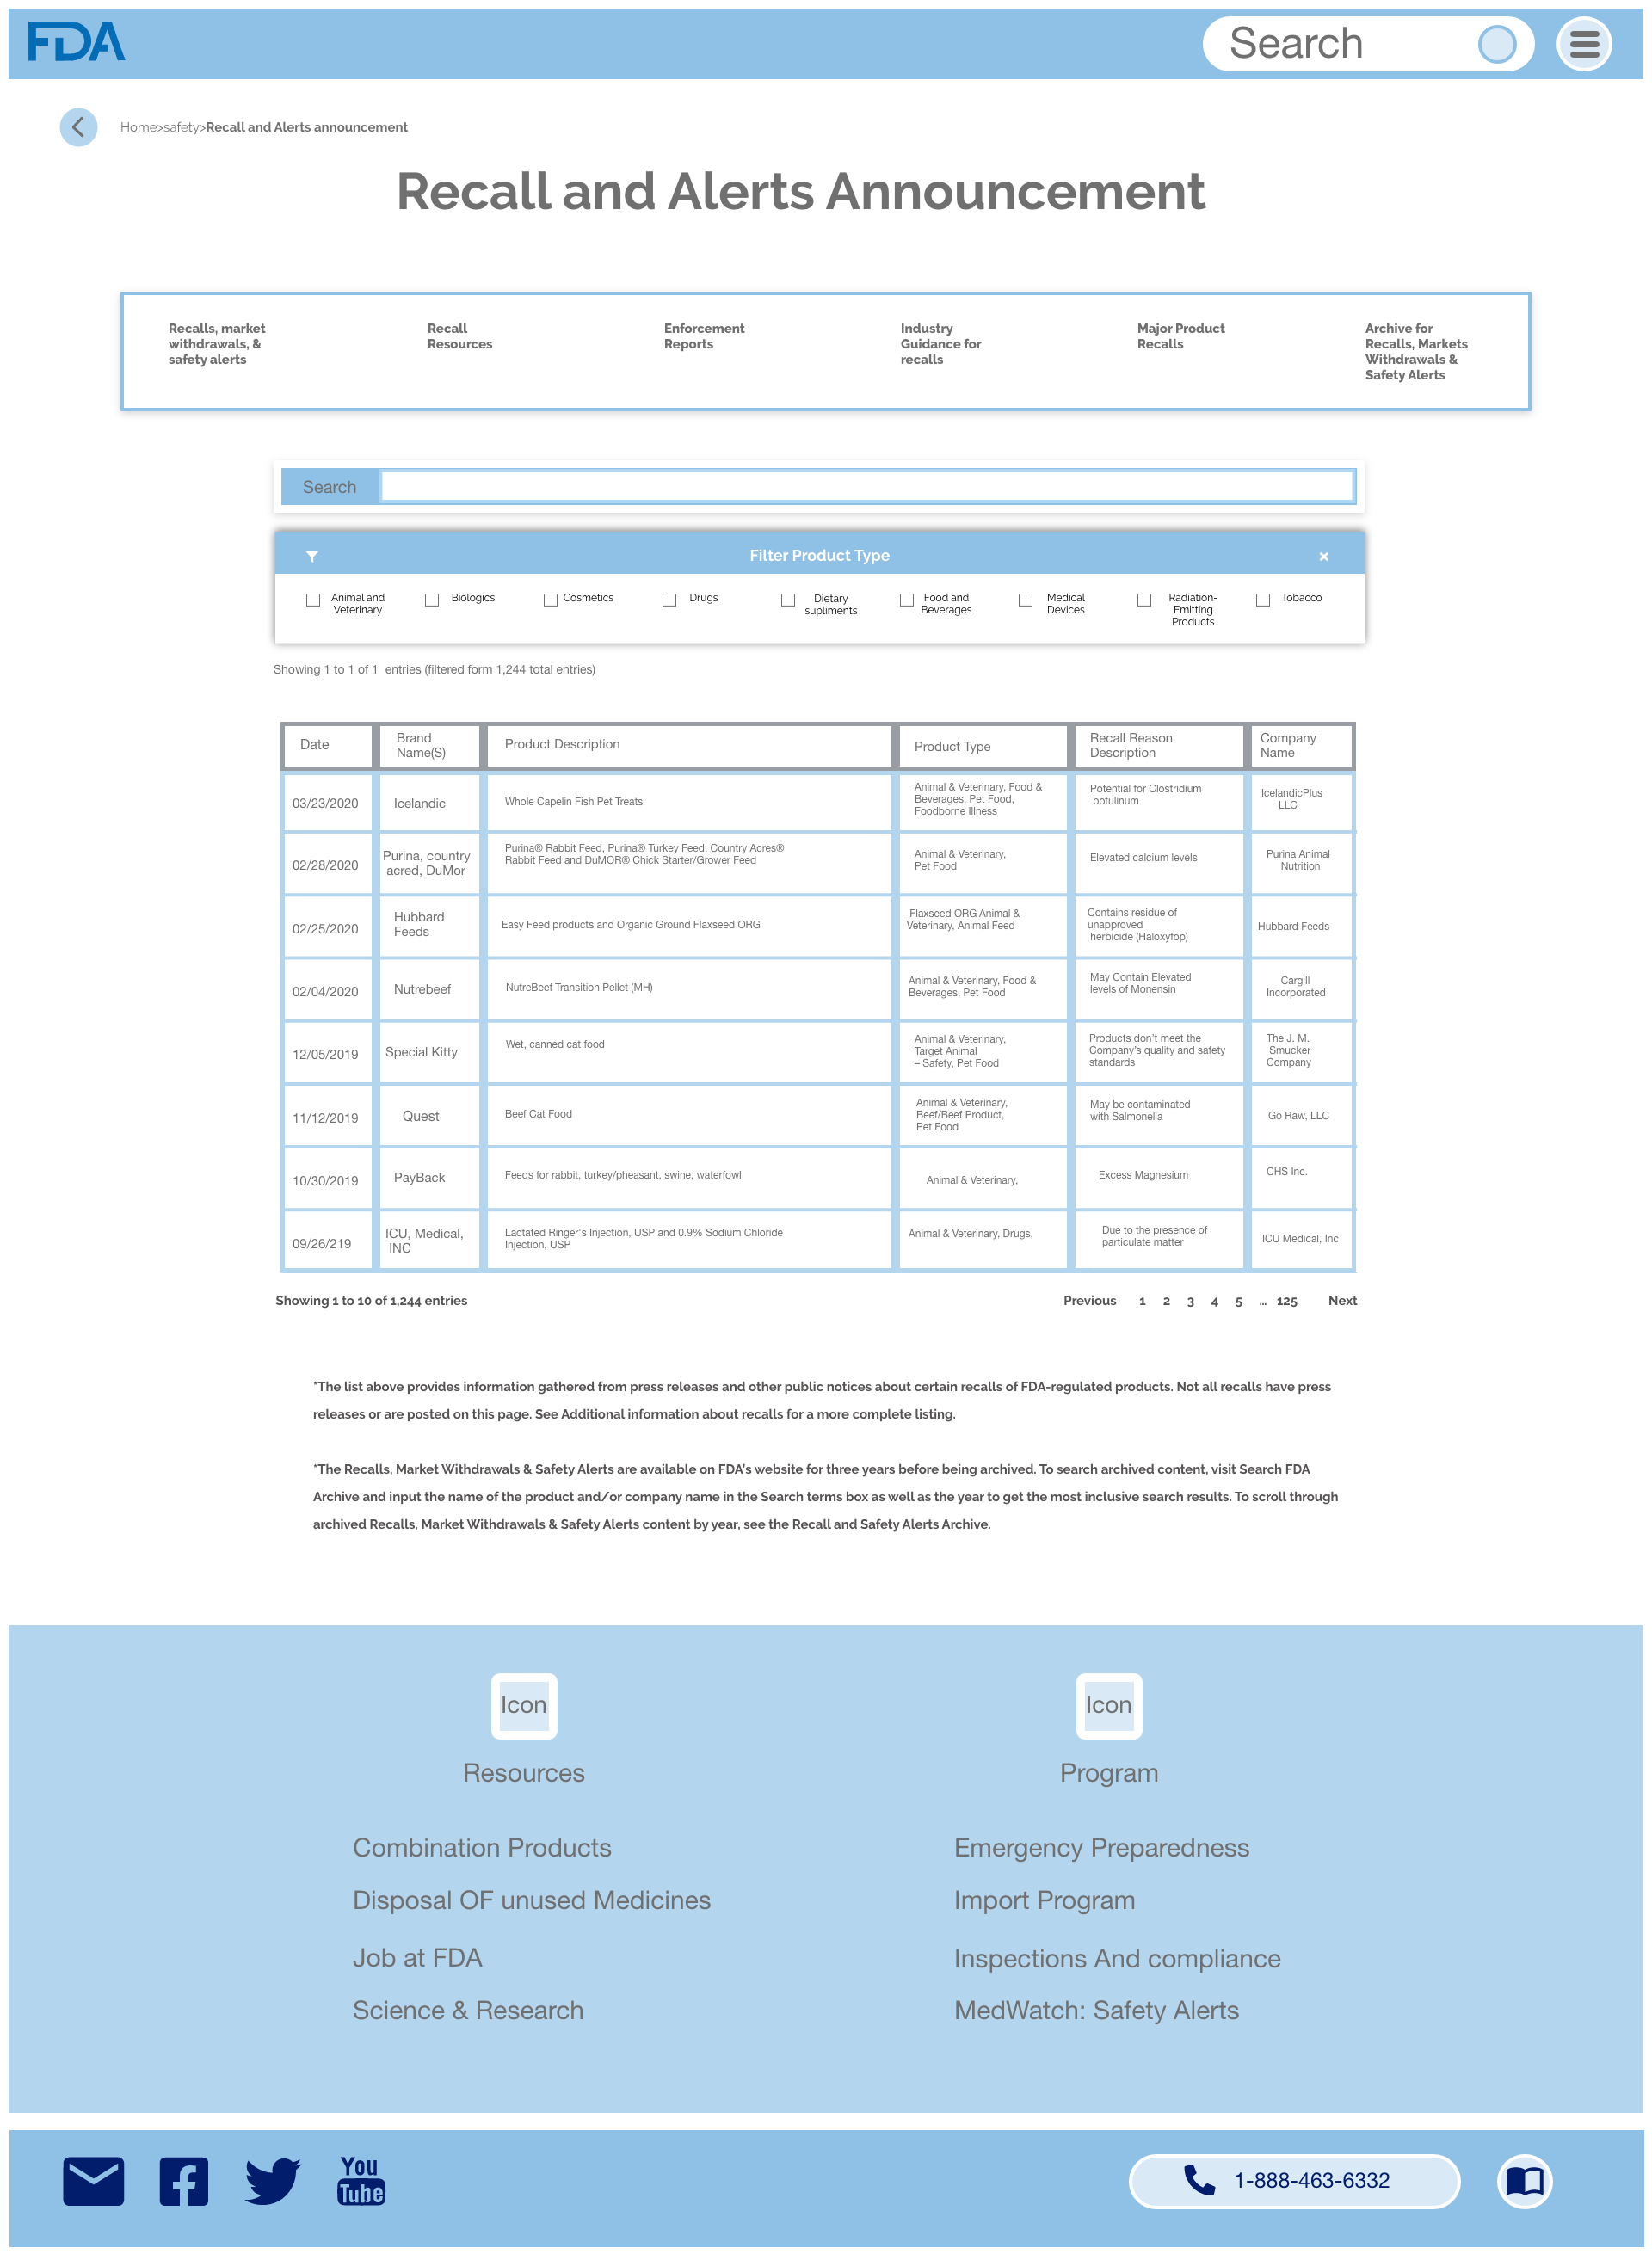 FDA
Search
Home>safety>Recall and Alerts announcement
Recall and Alerts Announcement
Recalls, market
withdrawals, &
safety alerts
Recall
Resources
Enforcement
Reports
Industry
Guidance for
recalls
Major Product
Recalls
Archive for
Recalls, Markets
Withdrawals &
Safety Alerts
Search
Filter Product Type
Animal and
Veterinary
Biologics
Cosmetics
Drugs
Dietary
supliments
Food and
Beverages
Medical
Devices
Radiation-
Emitting
Products
Tobacco
Showing 1 to 1 of 1 entries (filtered form 1,244 total entries)
Date
Brand
Name(S)
Product Description
Product Type
Recall Reason
Description
Company
Name
03/23/2020
Icelandic
Whole Capelin Fish Pet Treats
Animal & Veterinary, Food &
Beverages, Pet Food,
Foodborne Illness
Potential for Clostridium
botulinum
IcelandicPlus
LLC
02/28/2020
Purina, country
acred, DuMor
Purina® Rabbit Feed, Purina® Turkey Feed, Country Acres®
Rabbit Feed and DuMOR® Chick Starter/Grower Feed
Animal & Veterinary,
Pet Food
Elevated calcium levels
Purina Animal
Nutrition
02/25/2020
Hubbard
Feeds
Easy Feed products and Organic Ground Flaxseed ORG
Flaxseed ORG Animal &
Veterinary, Animal Feed
Contains residue of
unapproved
herbicide (Haloxyfop)
Hubbard Feeds
02/04/2020
Nutrebeef
NutreBeef Transition Pellet (MH)
Animal & Veterinary, Food &
Beverages, Pet Food
May Contain Elevated
levels of Monensin
Cargill
Incorporated
12/05/2019
Special Kitty
Wet, canned cat food
Animal & Veterinary,
Target Animal
– Safety, Pet Food
Products don't meet the
Company's quality and safety
standards
The J. M.
Smucker
Company
11/12/2019
Quest
Beef Cat Food
Animal & Veterinary,
Beef/Beef Product,
Pet Food
May be contaminated
with Salmonella
Go Raw, LLC
10/30/2019
PayBack
Feeds for rabbit, turkey/pheasant, swine, waterfowl
Animal & Veterinary,
Excess Magnesium
CHS Inc.
09/26/219
ICU, Medical,
INC
Lactated Ringer's Injection, USP and 0.9% Sodium Chloride
Injection, USP
Animal & Veterinary, Drugs,
Due to the presence of
particulate matter
ICU Medical, Inc
Showing 1 to 10 of 1,244 entries
Previous 1 2 3 4 5 ... 125 Next
*The list above provides information gathered from press releases and other public notices about certain recalls of FDA-regulated products. Not all recalls have press
releases or are posted on this page. See Additional information about recalls for a more complete listing.
*The Recalls, Market Withdrawals & Safety Alerts are available on FDA's website for three years before being archived. To search archived content, visit Search FDA
Archive and input the name of the product and/or company name in the Search terms box as well as the year to get the most inclusive search results. To scroll through
archived Recalls, Market Withdrawals & Safety Alerts content by year, see the Recall and Safety Alerts Archive.
Icon
Resources
Combination Products
Disposal OF unused Medicines
Job at FDA
Science & Research
Icon
Program
Emergency Preparedness
Import Program
Inspections And compliance
MedWatch: Safety Alerts
You
Tube
1-888-463-6332